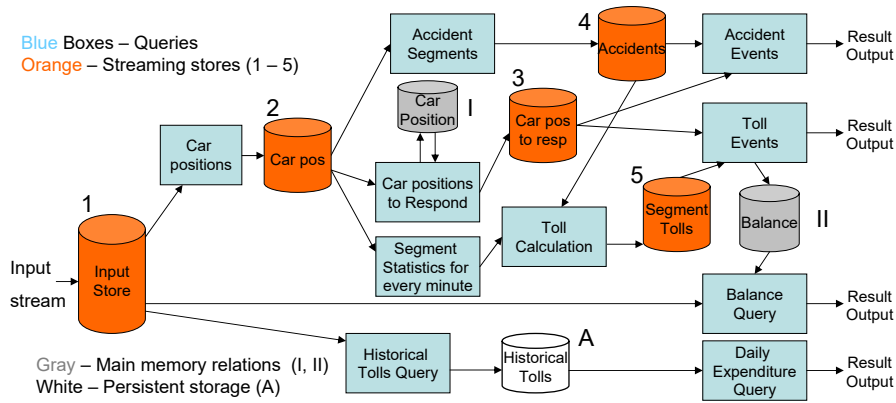 Blue Boxes – Queries
Orange – Streaming stores (1 – 5)
Accident
Segments
4
Accidents
Accident
Events
Result
Output
2
Car
positions
Car pos
Car
Position
I
3
Car pos
to resp
Toll
Events
Result
Output
Car positions
to Respond
1
Input
stream
Input
Store
Segment
Statistics for
every minute
Toll
Calculation
5
Segment
Tolls
Balance
II
Balance
Query
Result
Output
Gray – Main memory relations (I, II)
White – Persistent storage (A)
Historical
Tolls Query
A
Historical
Tolls
Daily
Expenditure
Query
Result
Output